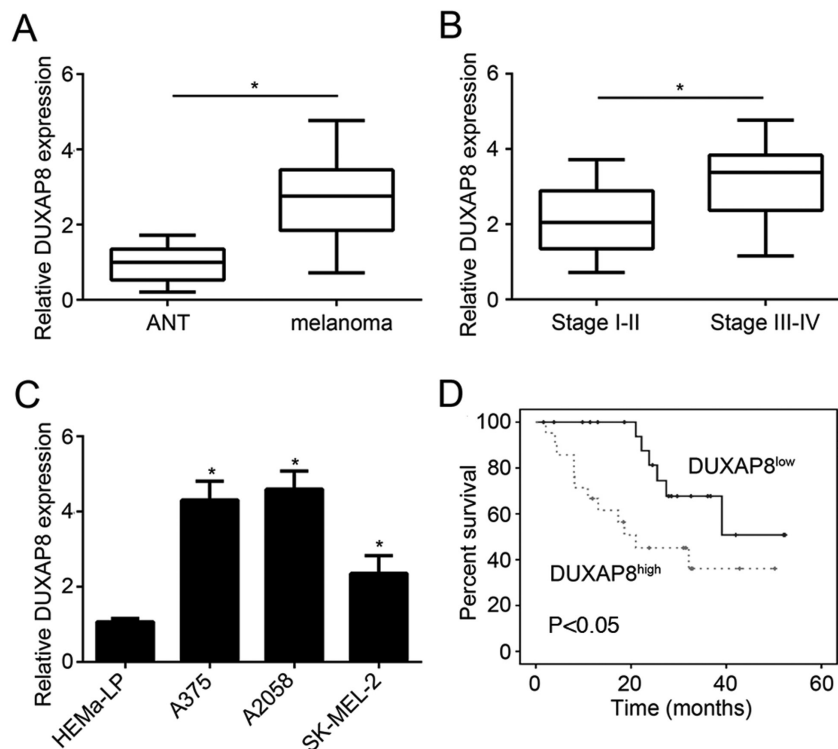 A
Relative DUXAP8 expression
6
4
2
0
*
ANT
melanoma
B
Relative DUXAP8 expression
6
4
2
0
*
Stage I-II
Stage III-IV
C
Relative DUXAP8 expression
6
4
2
0
*
*
*
HEMa-LP
A375
A2058
SK-MEL-2
D
Percent survival
100
80
60
40
20
0
DUXAP8low
DUXAP8high
P<0.05
0
20
40
60
Time (months)